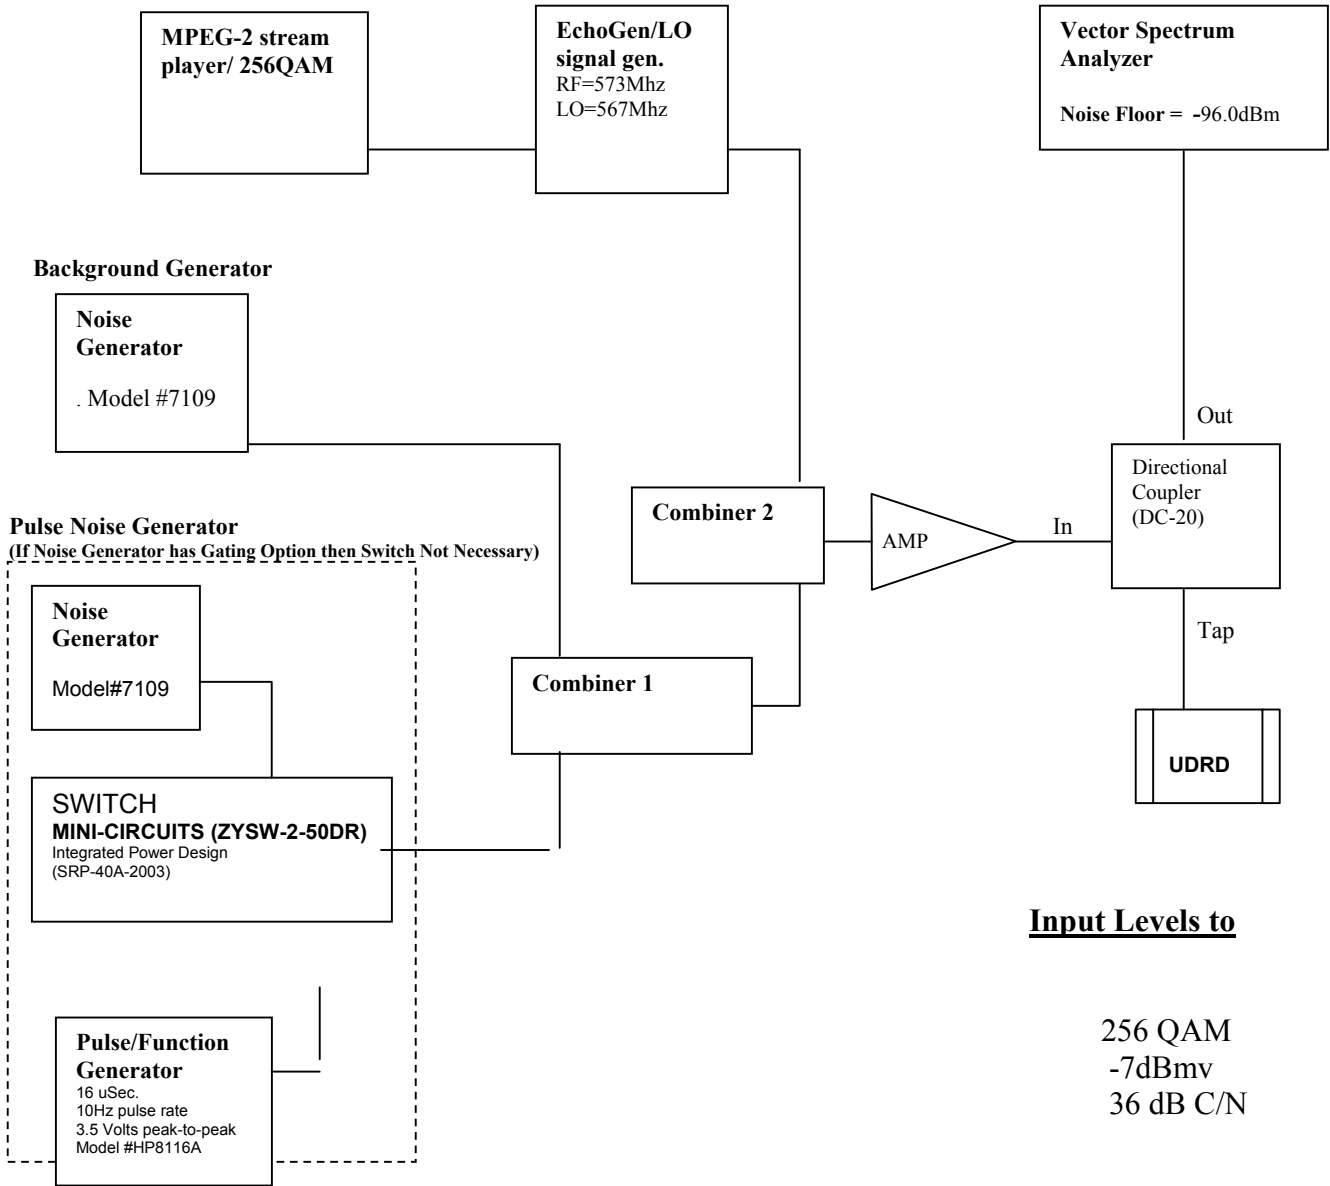 MPEG-2 stream
player/ 256QAM
EchoGen/LO
signal gen.
RF=573Mhz
LO=567Mhz
Vector Spectrum
Analyzer
Noise Floor = -96.0dBm
Background Generator
Noise
Generator
. Model #7109
Out
Directional
Coupler
(DC-20)
Combiner 2
AMP
In
Pulse Noise Generator
(If Noise Generator has Gating Option then Switch Not Necessary)
Noise
Generator
Model#7109
Tap
Combiner 1
UDRD
SWITCH
MINI-CIRCUITS (ZYSW-2-50DR)
Integrated Power Design
(SRP-40A-2003)
Input Levels to
256 QAM
-7dBmv
36 dB C/N
Pulse/Function
Generator
16 uSec.
10Hz pulse rate
3.5 Volts peak-to-peak
Model #HP8116A